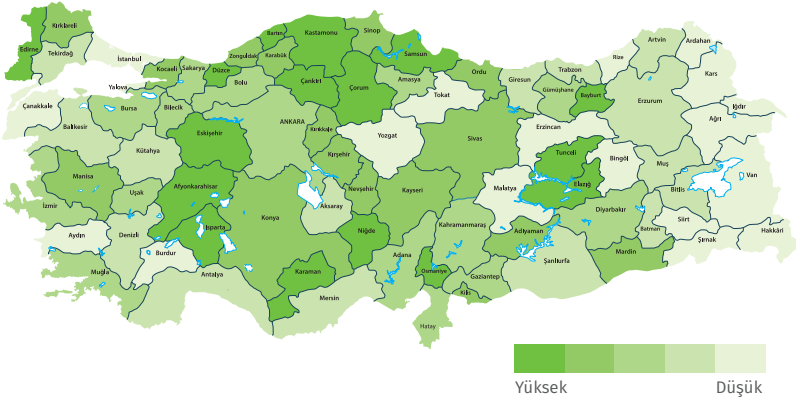 Kırklareli
Edirne
Tekirdağ
İstanbul
Kocaeli
Sakarya
Yalova
Düzce
Zonguldak
Bartın
Karabük
Kastamonu
Sinop
Samsun
Bolu
Çankırı
Çorum
Amasya
Tokat
Ordu
Giresun
Trabzon
Gümüşhane
Bayburt
Rize
Artvin
Ardahan
Kars
Iğdır
Ağrı
Erzurum
Erzincan
Çanakkale
Balıkesir
Bursa
Bilecik
Eskişehir
Kütahya
ANKARA
Kırıkkale
Kırşehir
Yozgat
Sivas
Tunceli
Bingöl
Muş
Elazığ
Malatya
Bitlis
Van
Manisa
Uşak
Afyonkarahisar
İzmir
Aydın
Denizli
Isparta
Burdur
Konya
Aksaray
Nevşehir
Kayseri
Niğde
Kahramanmaraş
Adıyaman
Diyarbakır
Batman
Siirt
Şırnak
Hakkâri
Mardin
Şanlıurfa
Gaziantep
Kilis
Osmaniye
Adana
Hatay
Mersin
Karaman
Antalya
Muğla
Yüksek
Düşük